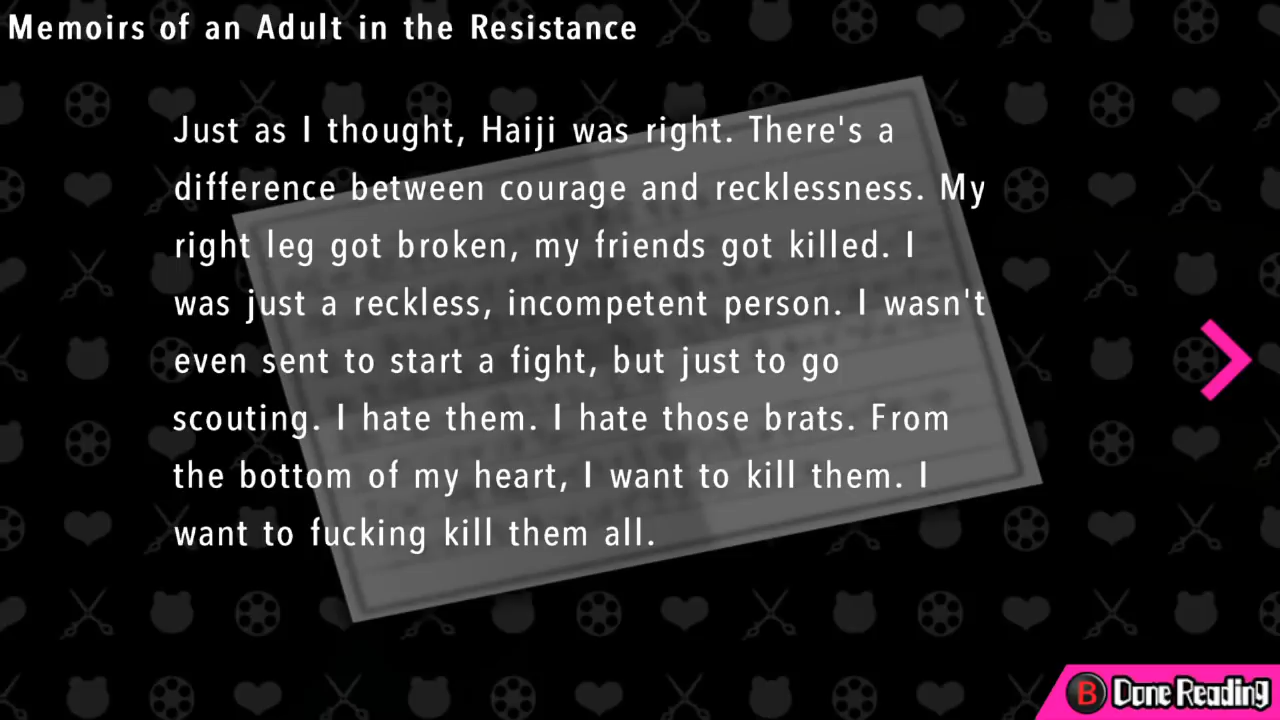 Memoirs of an Adult in the Resistance
Just as I thought, Haiji was right. There's a
difference between courage and recklessness. My
right leg got broken, my friends got killed. I
was just a reckless, incompetent person. I wasn't
even sent to start a fight, but just to go
scouting. I hate them. I hate those brats. From
the bottom of my heart, I want to kill them. I
want to fucking kill them all.
B Done Reading